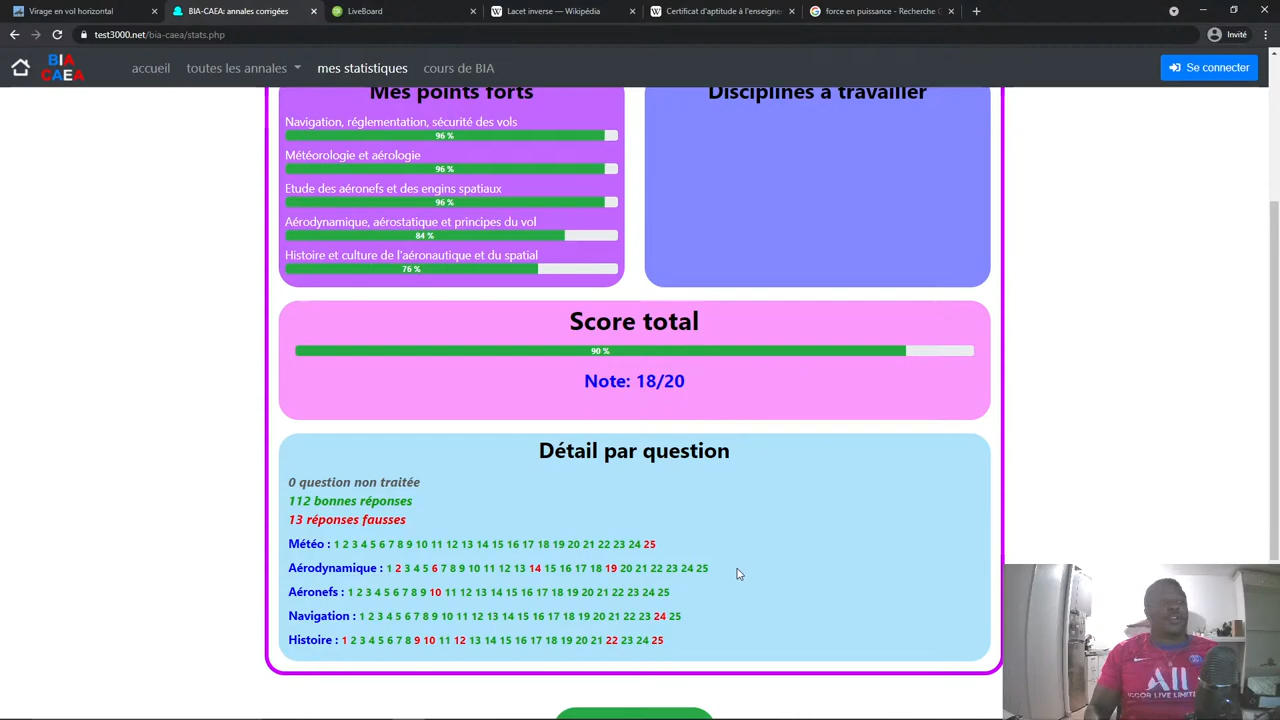 Virage en vol horizontal
BIA-CAEA: annales corrigées
LiveBoard
Lacet inverse — Wikipédia
Certificat d'aptitude à l'enseigne
force en puissance - Recherche G
test3000.net/bia-caea/stats.php
Invité
BIA
CAEA
accueil
toutes les annales
mes statistiques
cours de BIA
Se connecter
Mes points forts
Disciplines à travailler
Navigation, réglementation, sécurité des vols
96 %
Météorologie et aérologie
96 %
Etude des aéronefs et des engins spatiaux
96 %
Aérodynamique, aérostatique et principes du vol
84 %
Histoire et culture de l'aéronautique et du spatial
76 %
Score total
90 %
Note: 18/20
Détail par question
0 question non traitée
112 bonnes réponses
13 réponses fausses
Météo : 1 2 3 4 5 6 7 8 9 10 11 12 13 14 15 16 17 18 19 20 21 22 23 24 25
Aérodynamique : 1 2 3 4 5 6 7 8 9 10 11 12 13 14 15 16 17 18 19 20 21 22 23 24 25
Aéronefs : 1 2 3 4 5 6 7 8 9 10 11 12 13 14 15 16 17 18 19 20 21 22 23 24 25
Navigation : 1 2 3 4 5 6 7 8 9 10 11 12 13 14 15 16 17 18 19 20 21 22 23 24 25
Histoire : 1 2 3 4 5 6 7 8 9 10 11 12 13 14 15 16 17 18 19 20 21 22 23 24 25
ALL
ACCOR LIVE LIMITL